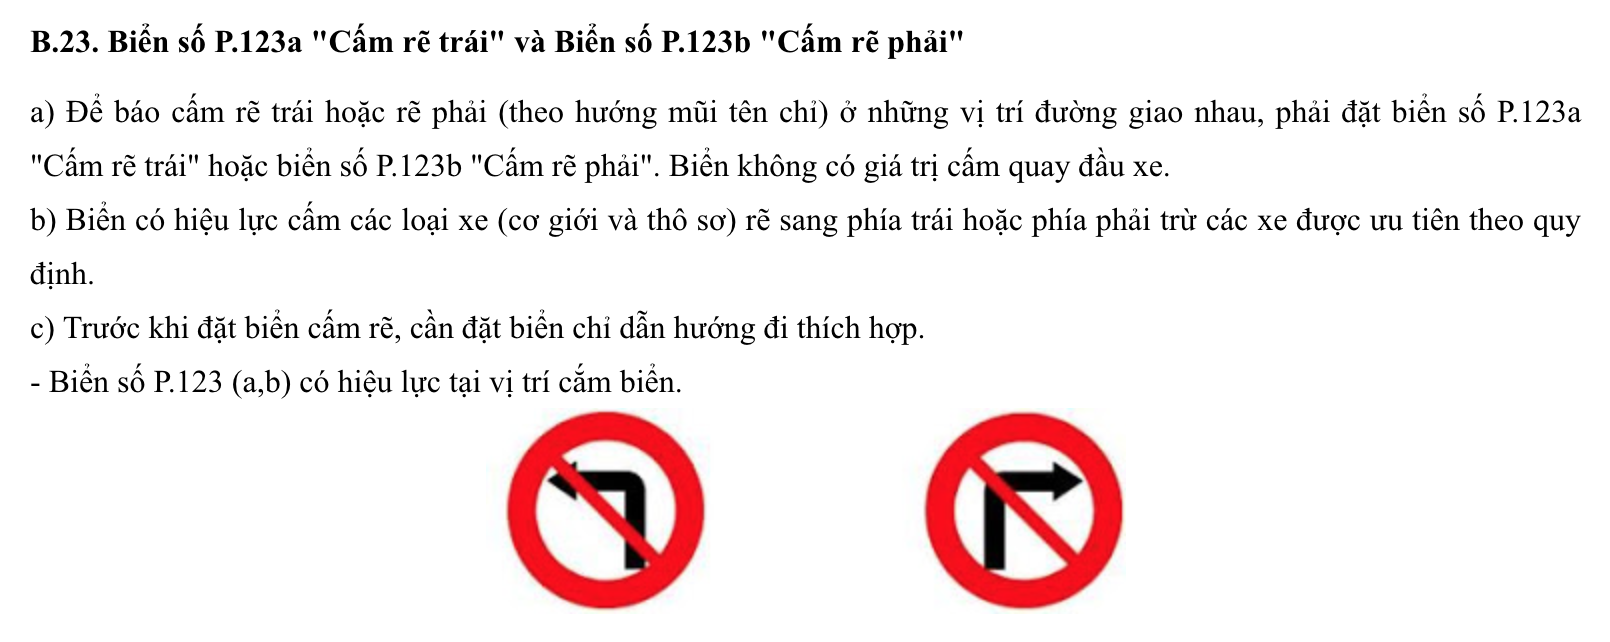 B.23. Biển số P.123a "Cấm rẽ trái" và Biển số P.123b "Cấm rẽ phải"
a) Để báo cấm rẽ trái hoặc rẽ phải (theo hướng mũi tên chỉ) ở những vị trí đường giao nhau, phải đặt biển số P.123a
"Cấm rẽ trái" hoặc biển số P.123b "Cấm rẽ phải". Biển không có giá trị cấm quay đầu xe.
b) Biển có hiệu lực cấm các loại xe (cơ giới và thô sơ) rẽ sang phía trái hoặc phía phải trừ các xe được ưu tiên theo quy
định.
c) Trước khi đặt biển cấm rẽ, cần đặt biển chỉ dẫn hướng đi thích hợp.
- Biển số P.123 (a,b) có hiệu lực tại vị trí cắm biển.